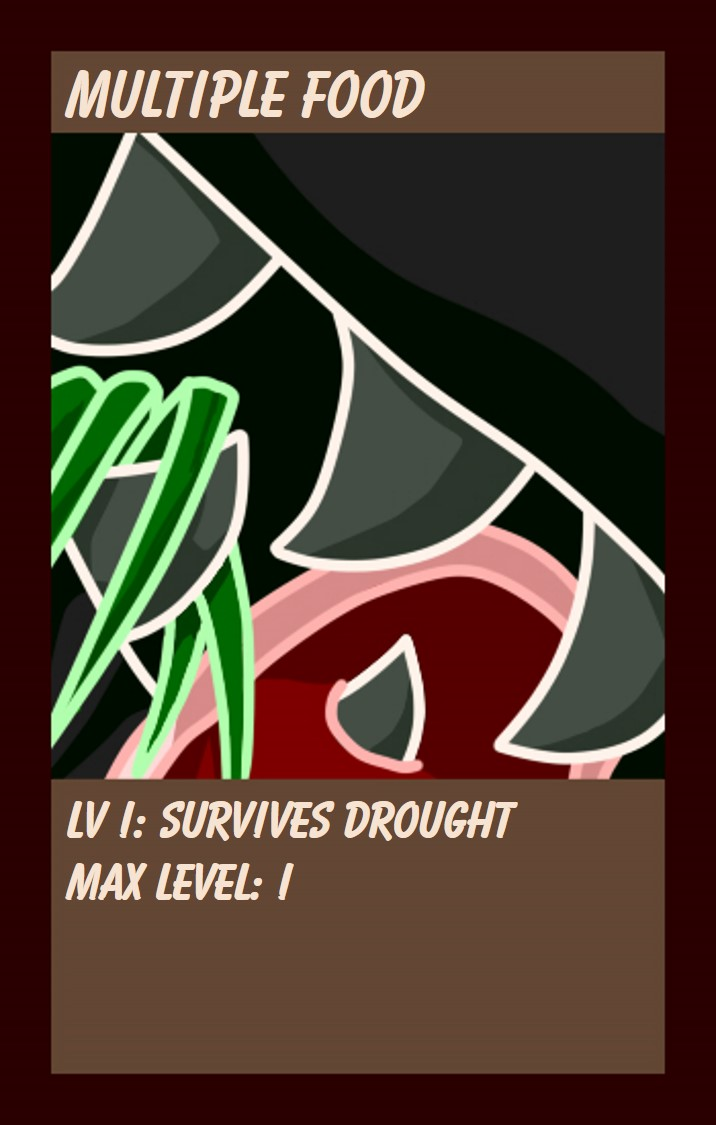 MULTIPLE FOOD
LV 1: SURVIVES DROUGHT
MAX LEVEL: 1